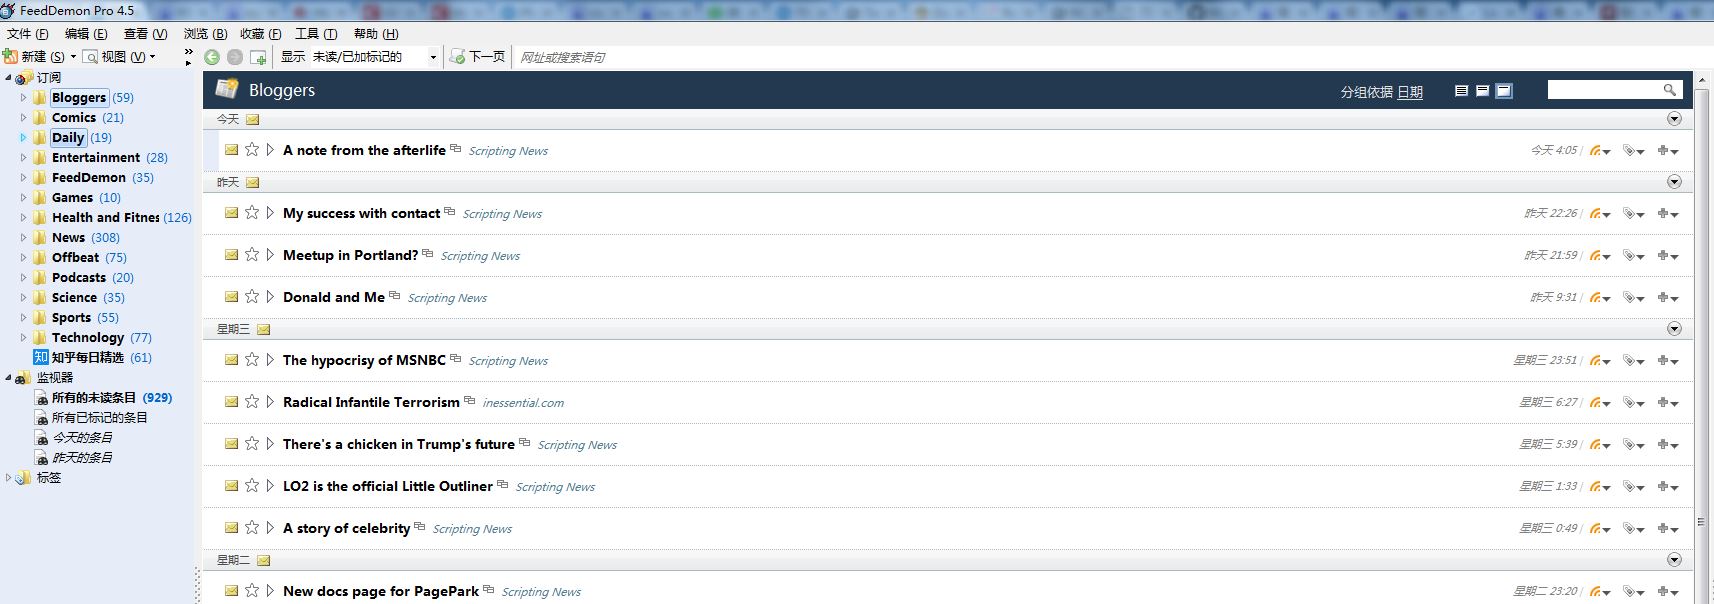 FeedDemon Pro 4.5
文件 (F) 编辑 (E) 查看 (V) 浏览 (B) 收藏 (F) 工具 (T) 帮助 (H)
新建 (S) 视图 (V) » 显示 未读/已加标记的 下一页 网址或搜索语句
订阅
Bloggers (59)
Comics (21)
Daily (19)
Entertainment (28)
FeedDemon (35)
Games (10)
Health and Fitnes (126)
News (308)
Offbeat (75)
Podcasts (20)
Science (35)
Sports (55)
Technology (77)
知 知乎每日精选 (61)
监视器
所有的未读条目 (929)
所有已标记的条目
今天的条目
昨天的条目
标签
Bloggers 分组依据 日期
今天
A note from the afterlife Scripting News 今天 4:05
昨天
My success with contact Scripting News 昨天 22:26
Meetup in Portland? Scripting News 昨天 21:59
Donald and Me Scripting News 昨天 9:31
星期三
The hypocrisy of MSNBC Scripting News 星期三 23:51
Radical Infantile Terrorism inessential.com 星期三 6:27
There's a chicken in Trump's future Scripting News 星期三 5:39
LO2 is the official Little Outliner Scripting News 星期三 1:33
A story of celebrity Scripting News 星期三 0:49
星期二
New docs page for PagePark Scripting News 星期二 23:20